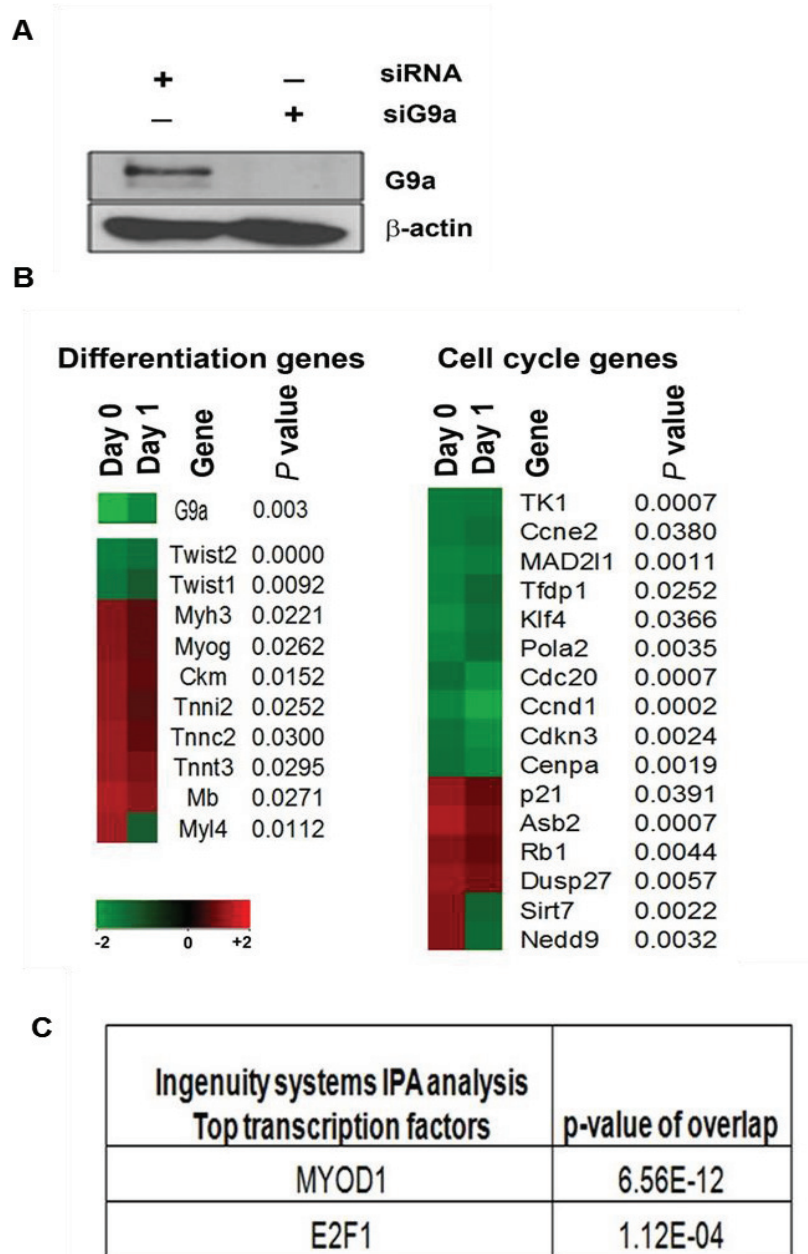 A
+ – siRNA
– + siG9a
G9a
β-actin
B
Differentiation genes
Day 0 Day 1 Gene P value
G9a 0.003
Twist2 0.0000
Twist1 0.0092
Myh3 0.0221
Myog 0.0262
Ckm 0.0152
Tnni2 0.0252
Tnnc2 0.0300
Tnnt3 0.0295
Mb 0.0271
Myl4 0.0112
-2 0 +2
Cell cycle genes
Day 0 Day 1 Gene P value
TK1 0.0007
Ccne2 0.0380
MAD2l1 0.0011
Tfdp1 0.0252
Klf4 0.0366
Pola2 0.0035
Cdc20 0.0007
Ccnd1 0.0002
Cdkn3 0.0024
Cenpa 0.0019
p21 0.0391
Asb2 0.0007
Rb1 0.0044
Dusp27 0.0057
Sirt7 0.0022
Nedd9 0.0032
C
Ingenuity systems IPA analysis
Top transcription factors p-value of overlap
MYOD1 6.56E-12
E2F1 1.12E-04